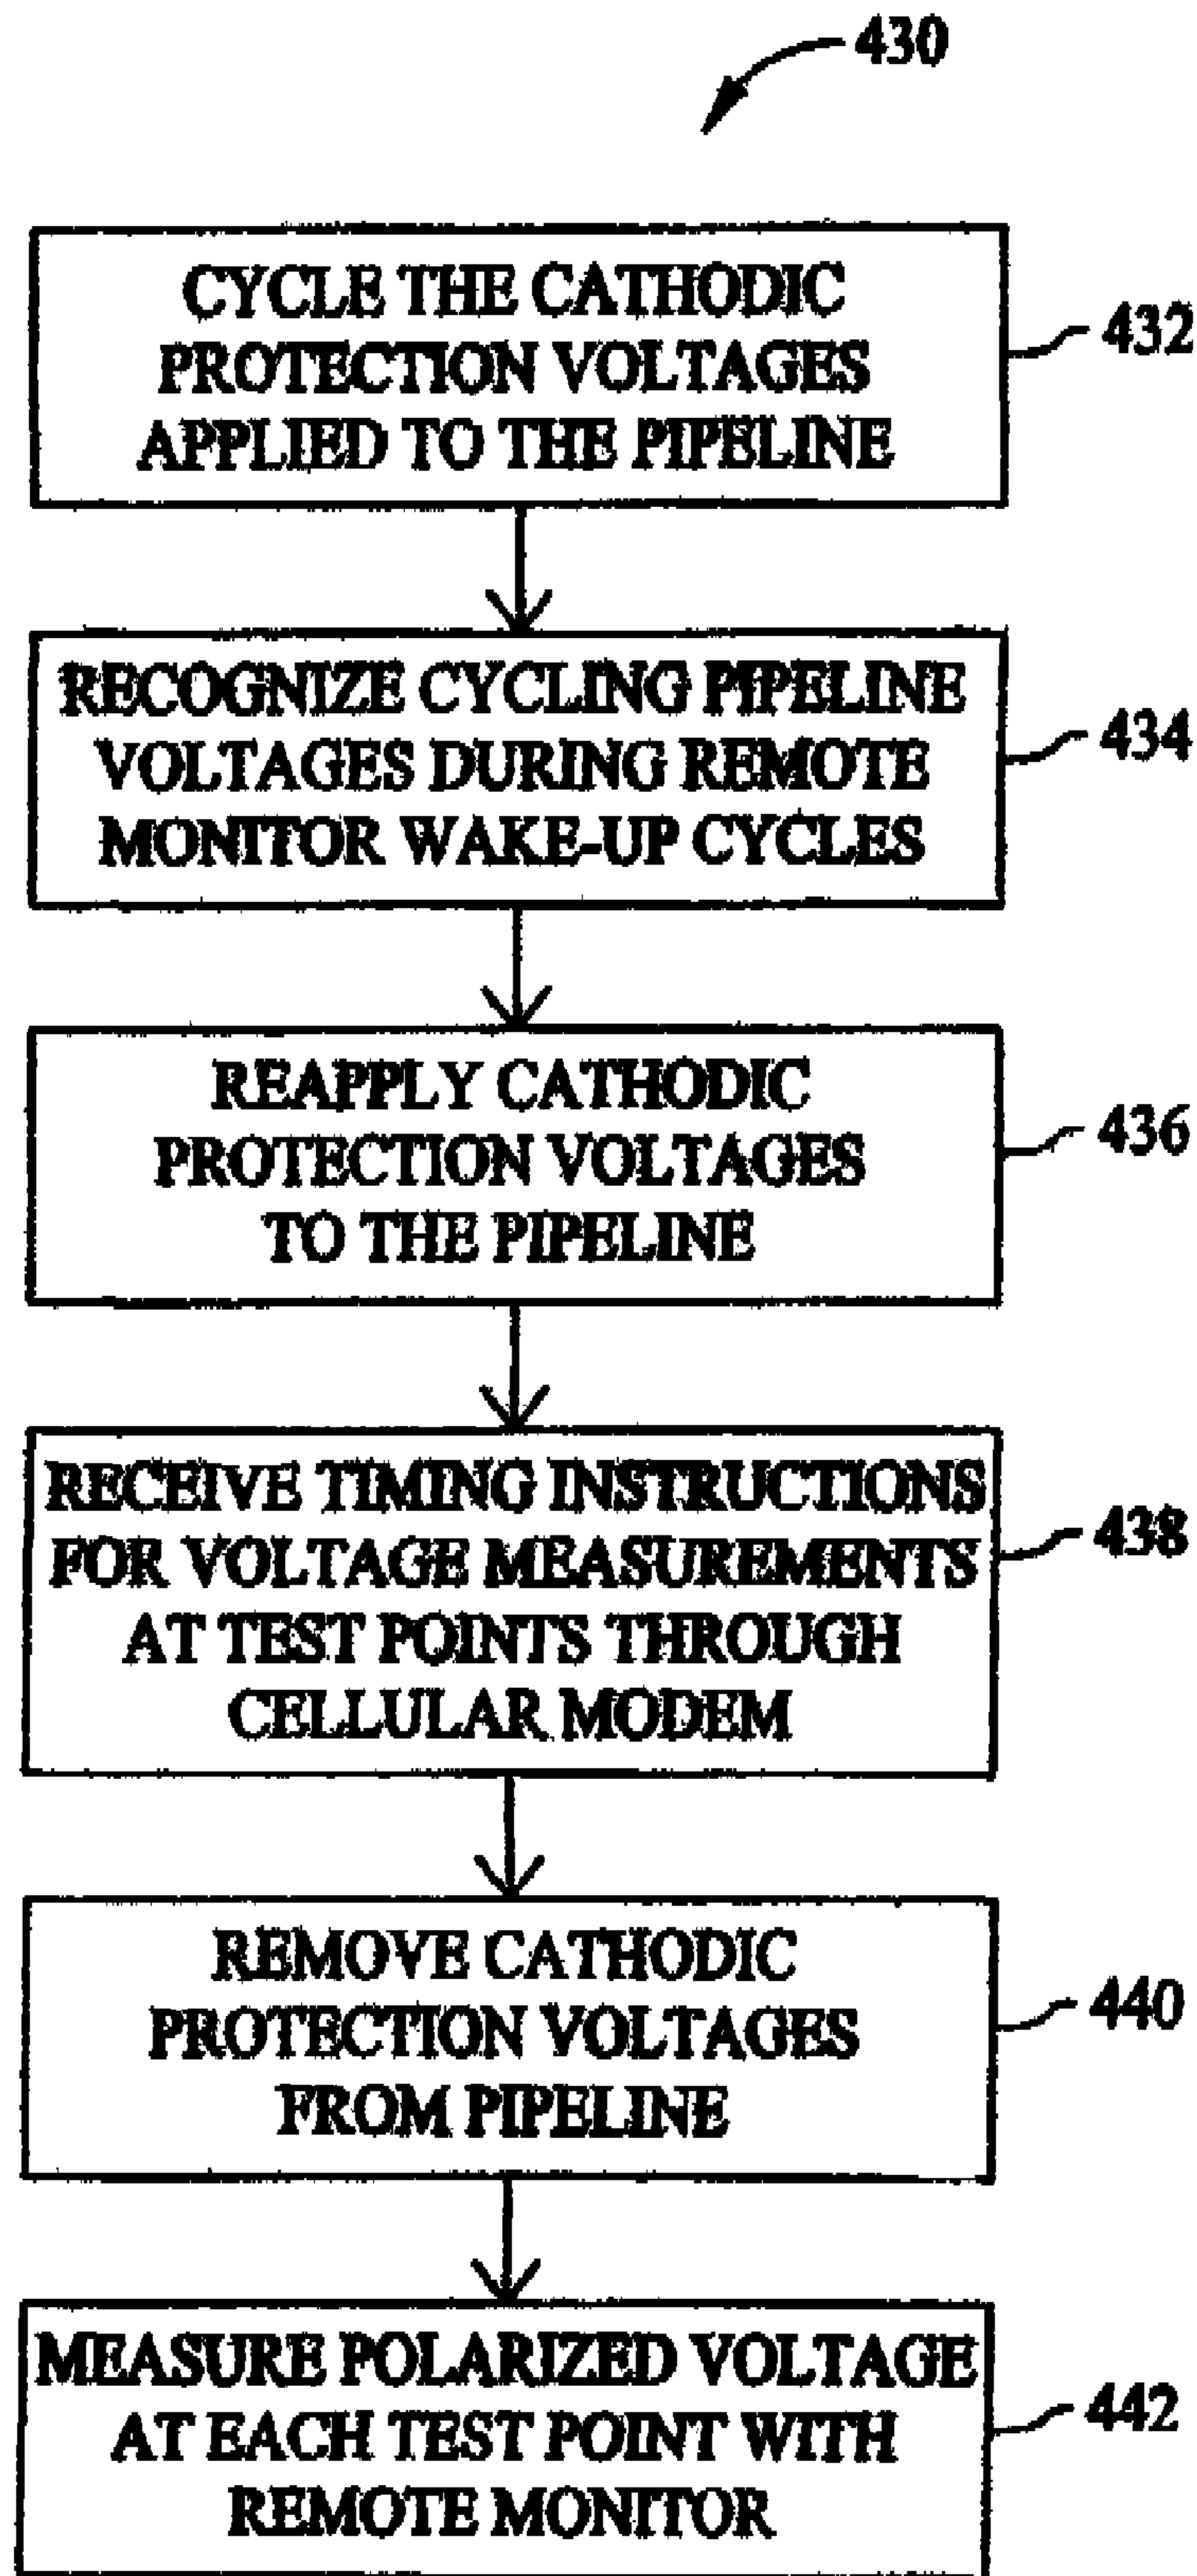 430
CYCLE THE CATHODIC
PROTECTION VOLTAGES
APPLIED TO THE PIPELINE
432
RECOGNIZE CYCLING PIPELINE
VOLTAGES DURING REMOTE
MONITOR WAKE-UP CYCLES
434
REAPPLY CATHODIC
PROTECTION VOLTAGES
TO THE PIPELINE
436
RECEIVE TIMING INSTRUCTIONS
FOR VOLTAGE MEASUREMENTS
AT TEST POINTS THROUGH
CELLULAR MODEM
438
REMOVE CATHODIC
PROTECTION VOLTAGES
FROM PIPELINE
440
MEASURE POLARIZED VOLTAGE
AT EACH TEST POINT WITH
REMOTE MONITOR
442